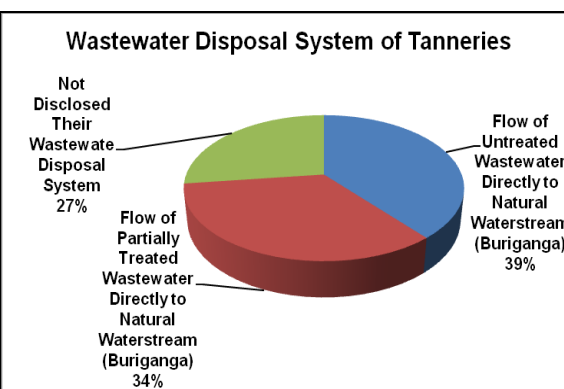 Wastewater Disposal System of Tanneries
Not
Disclosed
Their
Wastewate
Disposal
System
27%
Flow of
Partially
Treated
Wastewater
Directly to
Natural
Waterstream
(Buriganga)
34%
Flow of
Untreated
Wastewater
Directly to
Natural
Waterstream
(Buriganga)
39%